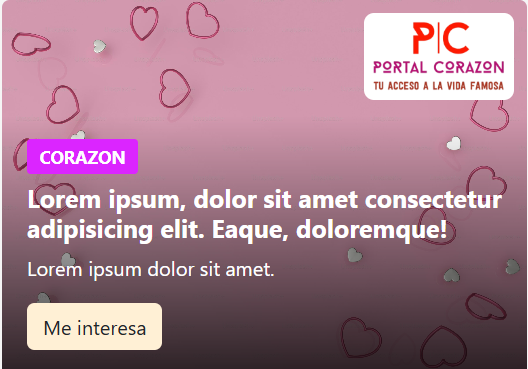 P|C
PORTAL CORAZON
TU ACCESO A LA VIDA FAMOSA
CORAZON
Lorem ipsum, dolor sit amet consectetur
adipisicing elit. Eaque, doloremque!
Lorem ipsum dolor sit amet.
Me interesa